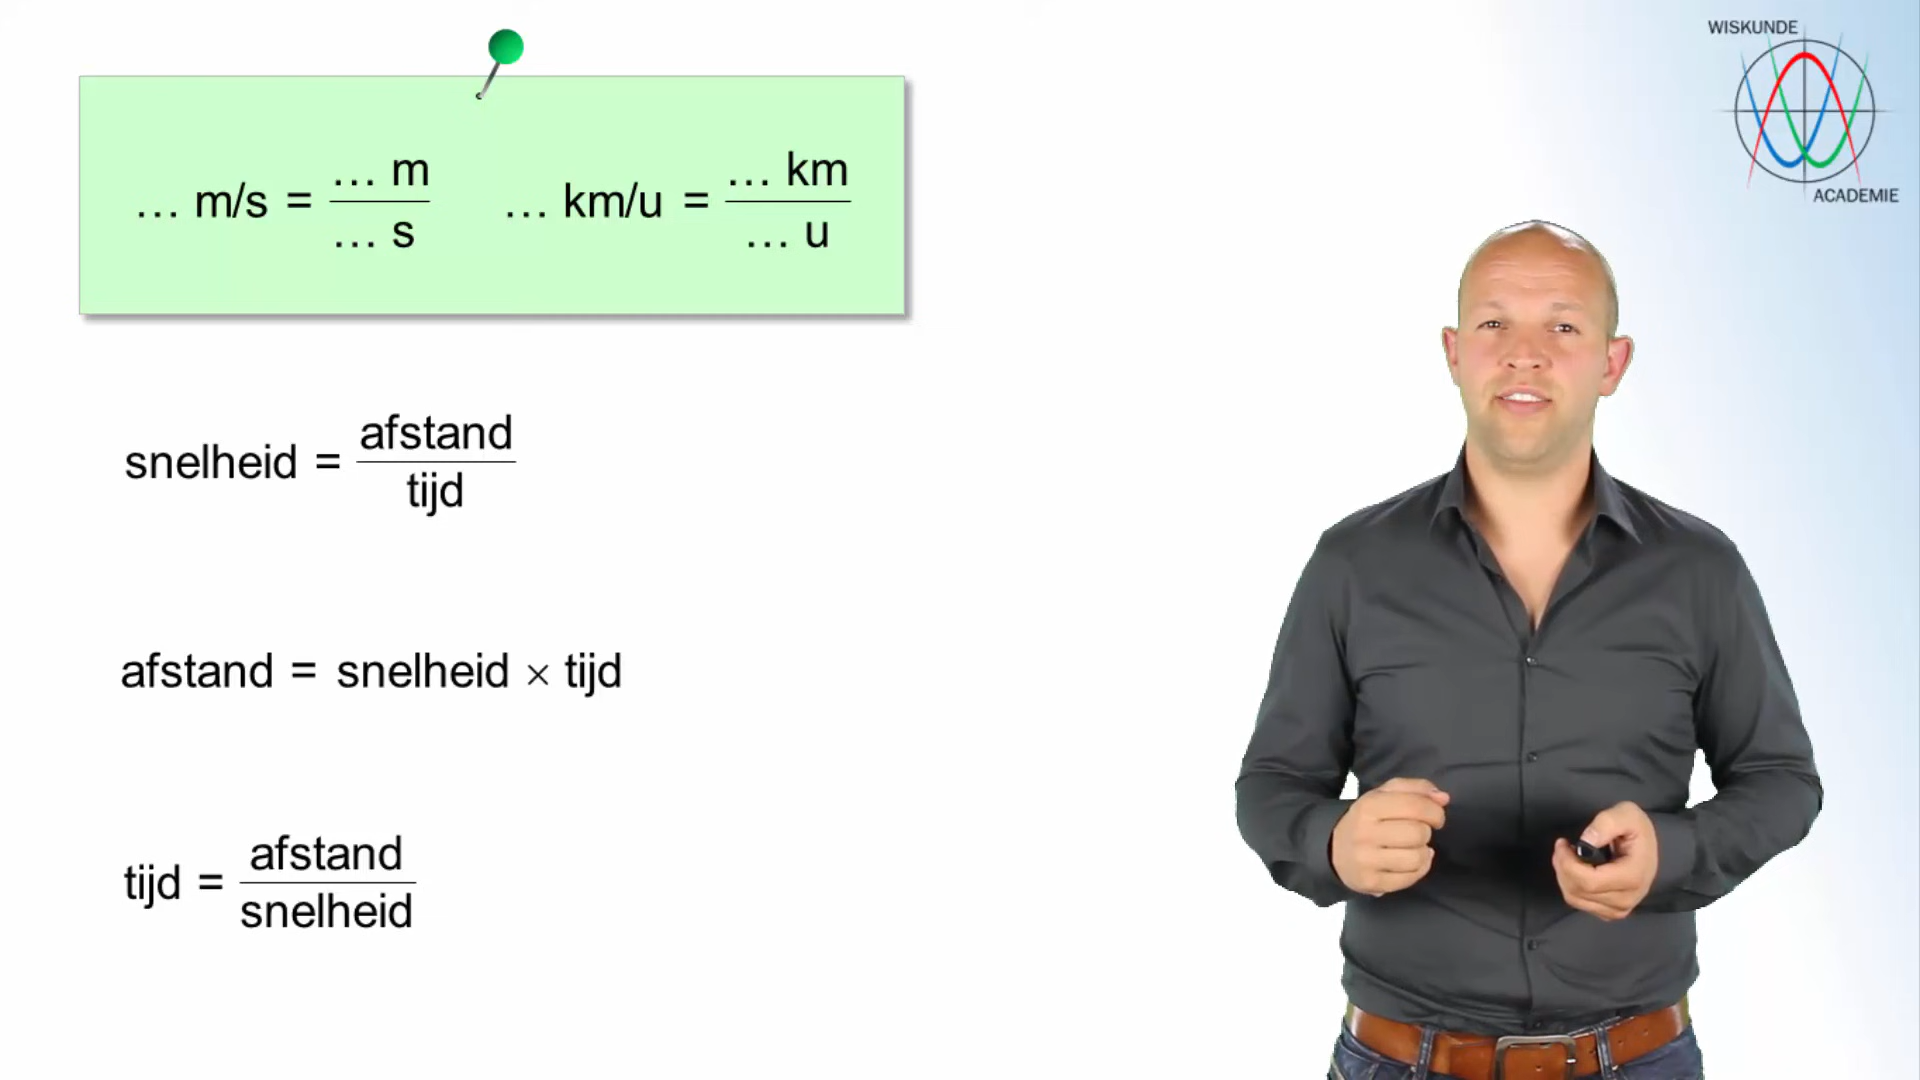 WISKUNDE
ACADEMIE
… m/s = … m / … s
… km/u = … km / … u
snelheid = afstand / tijd
afstand = snelheid × tijd
tijd = afstand / snelheid